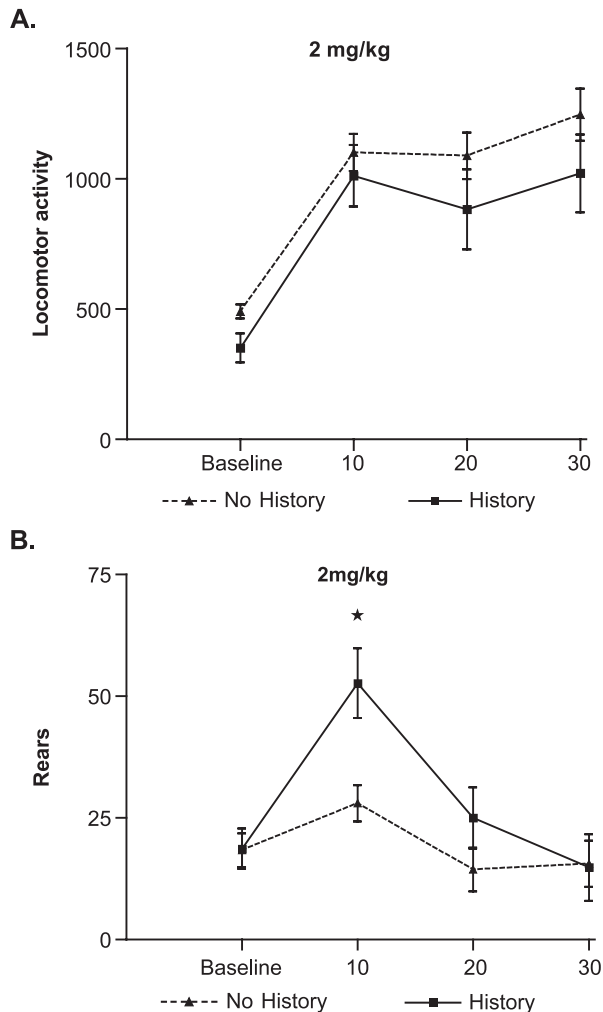 A.
2 mg/kg
1500
1000
500
0
Locomotor activity
Baseline 10 20 30
No History History
B.
2mg/kg
75
50
25
0
Rears
Baseline 10 20 30
No History History